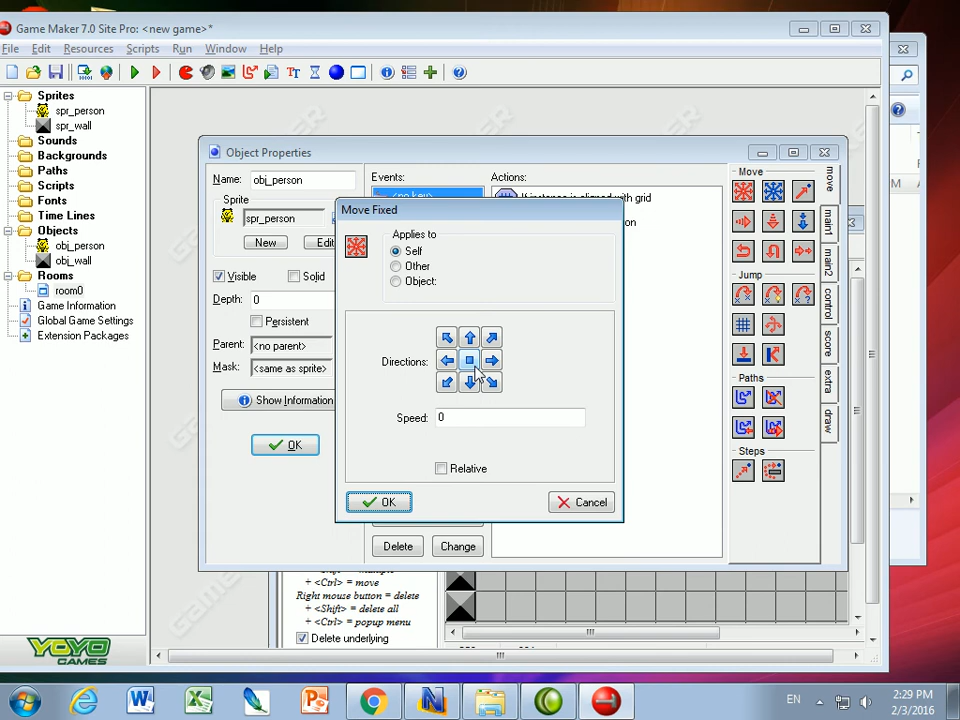 Game Maker 7.0 Site Pro: <new game>*
File Edit Resources Scripts Run Window Help
Sprites
spr_person
spr_wall
Sounds
Backgrounds
Paths
Scripts
Fonts
Time Lines
Objects
obj_person
obj_wall
Rooms
room0
Game Information
Global Game Settings
Extension Packages
YOYO
GAMES
Object Properties
Name: obj_person
Sprite
spr_person
New
Edit
Visible Solid
Depth: 0
Persistent
Parent: <no parent>
Mask: <same as sprite>
Show Information
OK
Events:
<no key>
Delete Change
Actions:
If instance is aligned with grid
Move Fixed
Applies to
Self
Other
Object:
Directions:
Speed: 0
Relative
OK Cancel
Move
Jump
Paths
Steps
move
main1
main2
control
score
extra
draw
+ <Ctrl> = move
Right mouse button = delete
+ <Shift> = delete all
+ <Ctrl> = popup menu
Delete underlying
EN
2:29 PM
2/3/2016